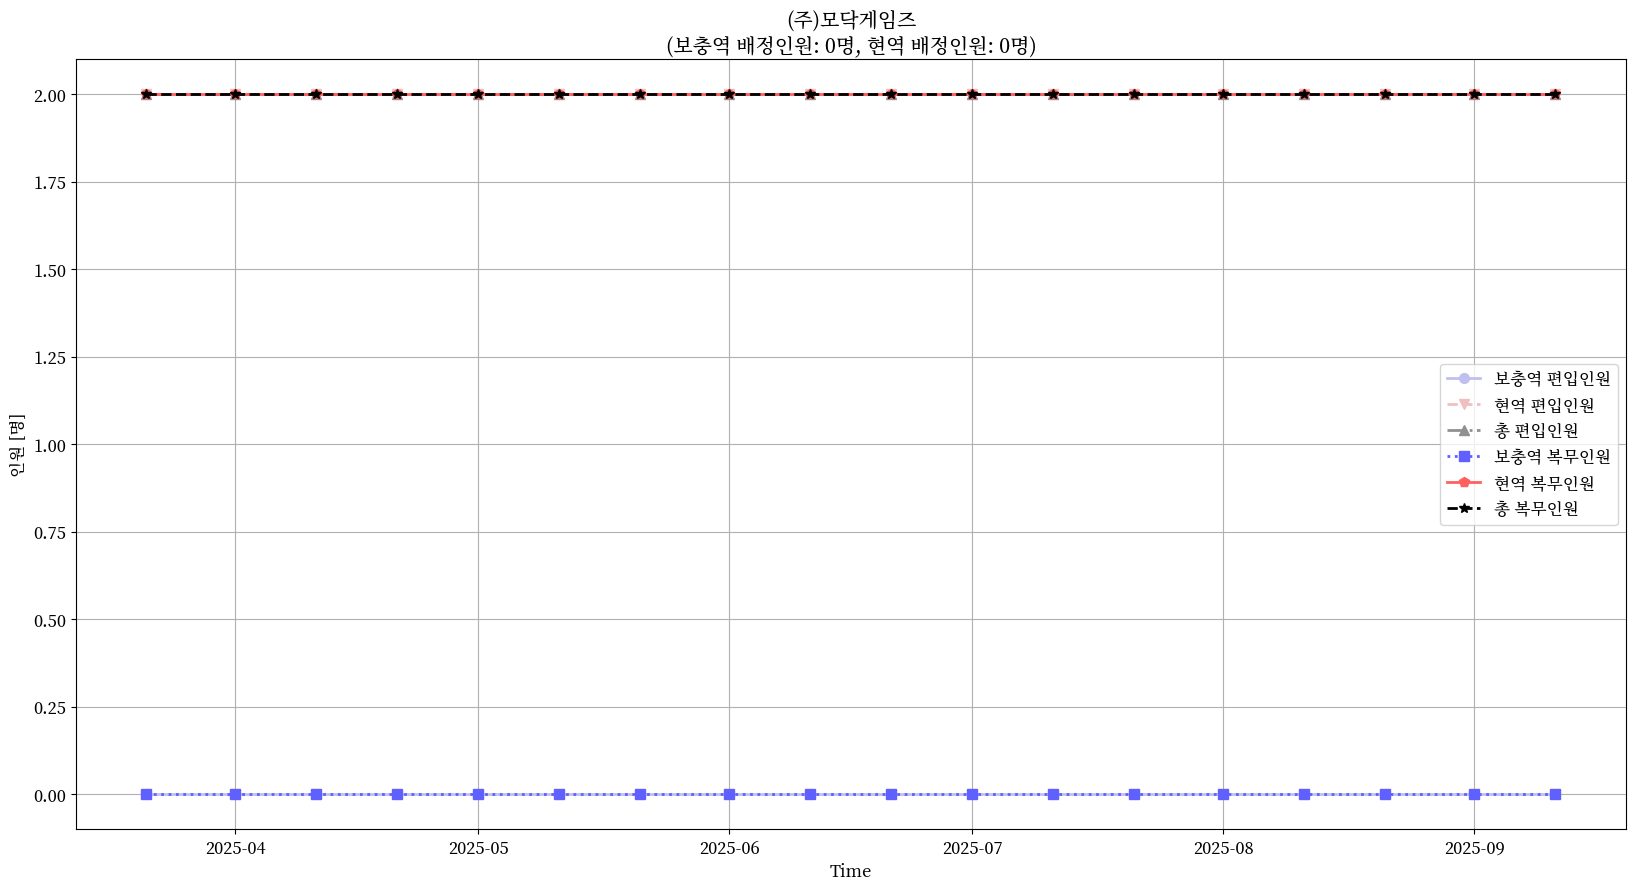 (주)모닥게임즈
(보충역 배정인원: 0명, 현역 배정인원: 0명)
2.00
1.75
1.50
1.25
1.00
0.75
0.50
0.25
0.00
인원 [명]
보충역 편입인원
현역 편입인원
총 편입인원
보충역 복무인원
현역 복무인원
총 복무인원
2025-04
2025-05
2025-06
2025-07
2025-08
2025-09
Time